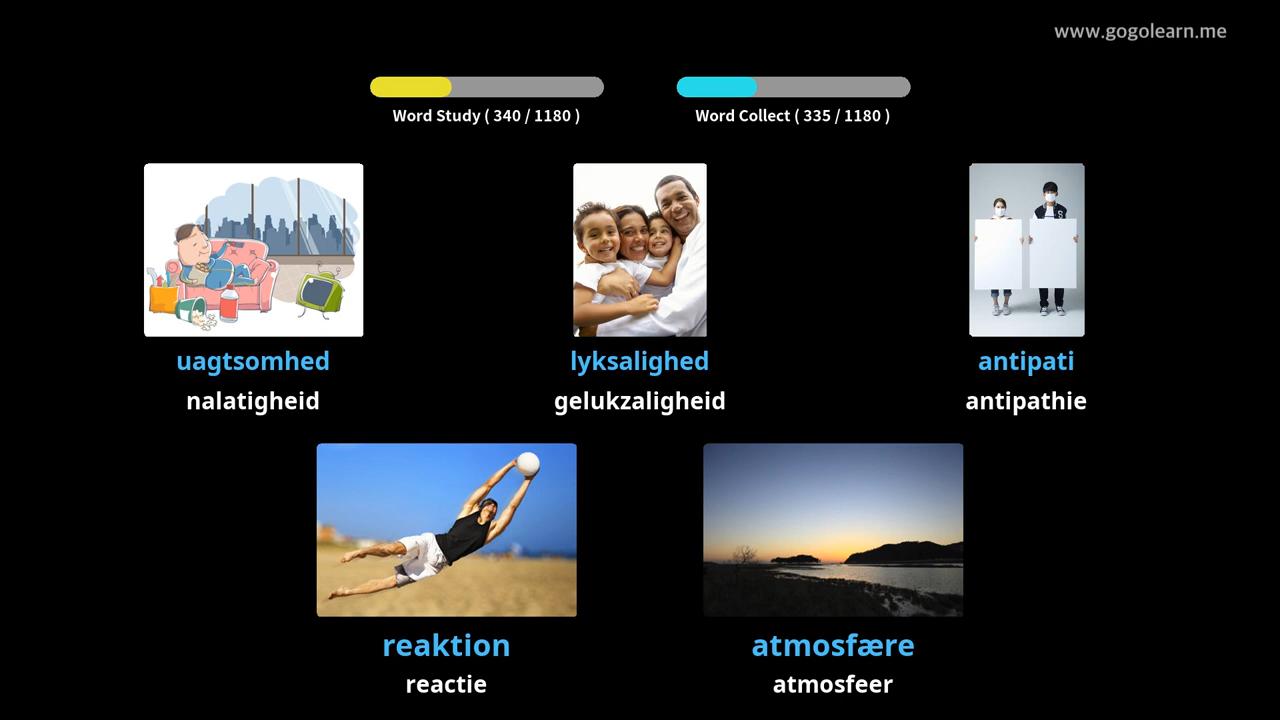 www.gogolearn.me
Word Study ( 340 / 1180 )
Word Collect ( 335 / 1180 )
uagtsomhed
nalatigheid
lyksalighed
gelukzaligheid
antipati
antipathie
reaktion
reactie
atmosfære
atmosfeer